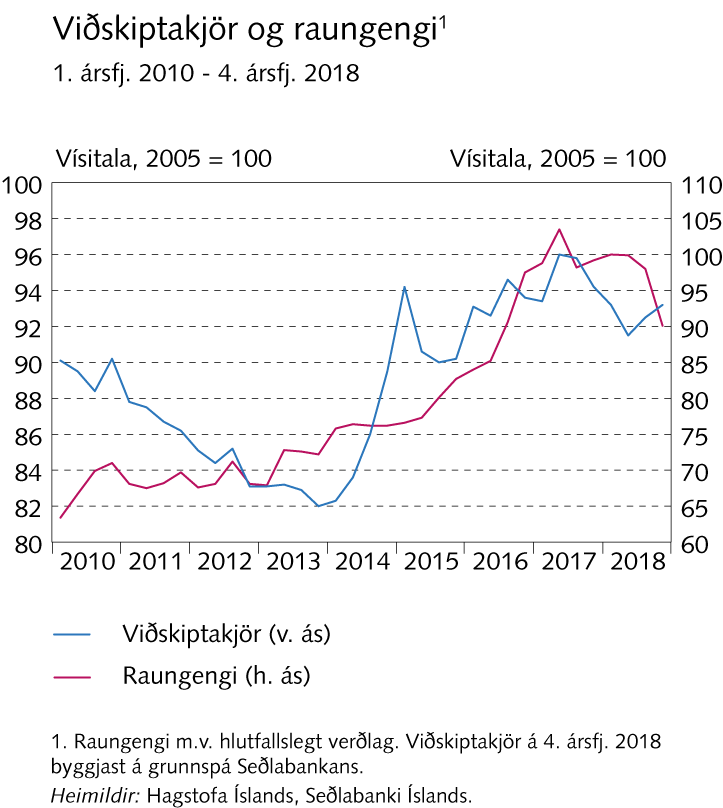 Viðskiptakjör og raungengi¹
1. ársfj. 2010 - 4. ársfj. 2018
Vísitala, 2005 = 100 Vísitala, 2005 = 100
100 110
98 105
96 100
94 95
92 90
90 85
88 80
86 75
84 70
82 65
80 60
2010 2011 2012 2013 2014 2015 2016 2017 2018
Viðskiptakjör (v. ás)
Raungengi (h. ás)
1. Raungengi m.v. hlutfallslegt verðlag. Viðskiptakjör á 4. ársfj. 2018
byggjast á grunnspá Seðlabankans.
Heimildir: Hagstofa Íslands, Seðlabanki Íslands.